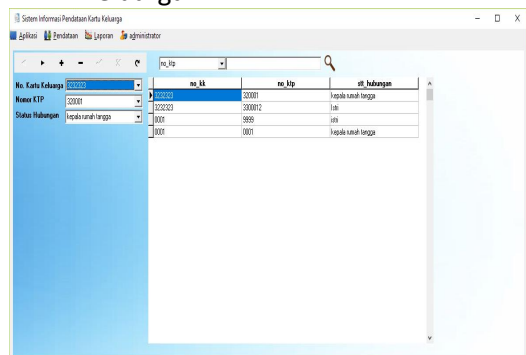 Sistem Informasi Pendataan Kartu Keluarga
Aplikasi Pendataan Laporan administrator
no_ktp
No. Kartu Keluarga 3232323
Nomor KTP 320001
Status Hubungan kepala rumah tangga
no_kk no_ktp stt_hubungan
3232323 320001 kepala rumah tangga
3232323 3300012 Istri
0001 9999 istri
0001 0001 kepala rumah tangga